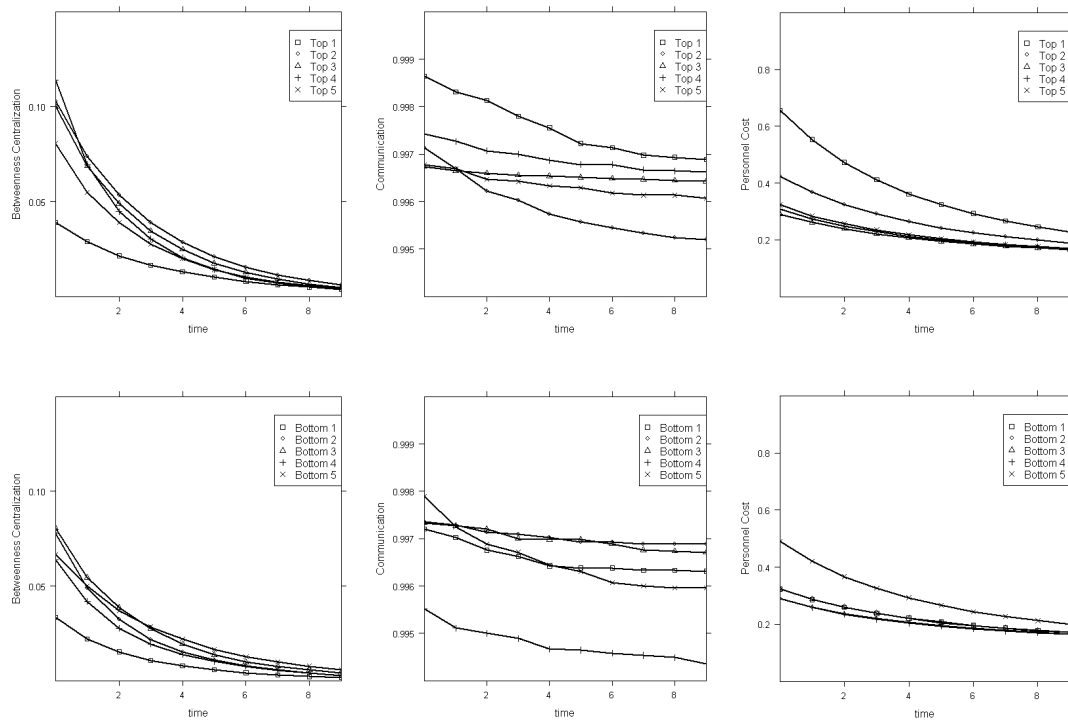 Top 1
Top 2
Top 3
Top 4
Top 5
0.10
0.05
Betweenness Centralization
2
4
6
8
time
Top 1
Top 2
Top 3
Top 4
Top 5
0.999
0.998
0.997
0.996
0.995
Communication
2
4
6
8
time
Top 1
Top 2
Top 3
Top 4
Top 5
0.8
0.6
0.4
0.2
Personnel Cost
2
4
6
8
time
Bottom 1
Bottom 2
Bottom 3
Bottom 4
Bottom 5
0.10
0.05
Betweenness Centralization
2
4
6
8
time
Bottom 1
Bottom 2
Bottom 3
Bottom 4
Bottom 5
0.999
0.998
0.997
0.996
0.995
Communication
2
4
6
8
time
Bottom 1
Bottom 2
Bottom 3
Bottom 4
Bottom 5
0.8
0.6
0.4
0.2
Personnel Cost
2
4
6
8
time